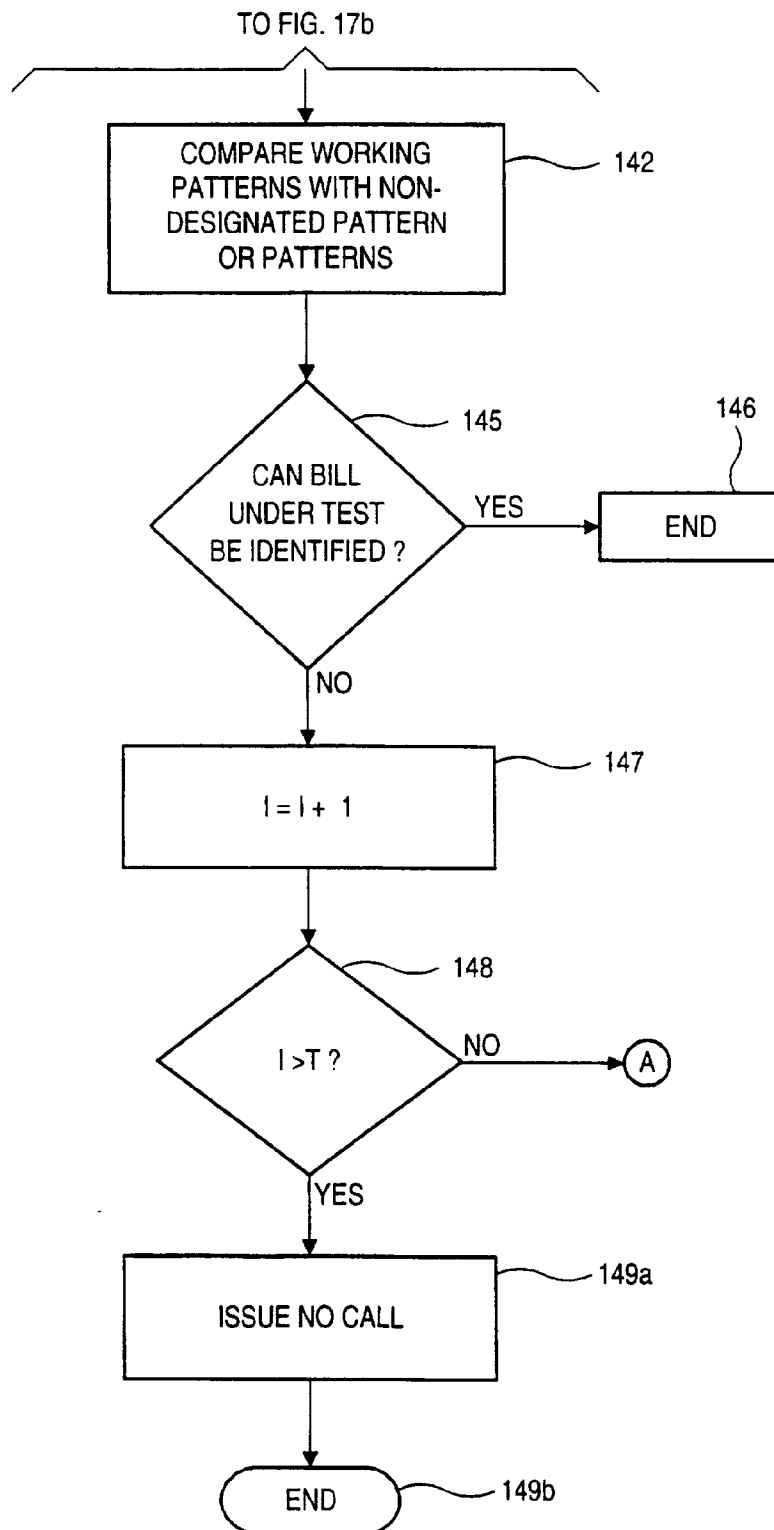 TO FIG. 17b
COMPARE WORKING
PATTERNS WITH NON-
DESIGNATED PATTERN
OR PATTERNS
142
145
CAN BILL
UNDER TEST
BE IDENTIFIED ?
YES
146
END
NO
147
I = I + 1
148
I >T ?
NO
A
YES
149a
ISSUE NO CALL
END
149b